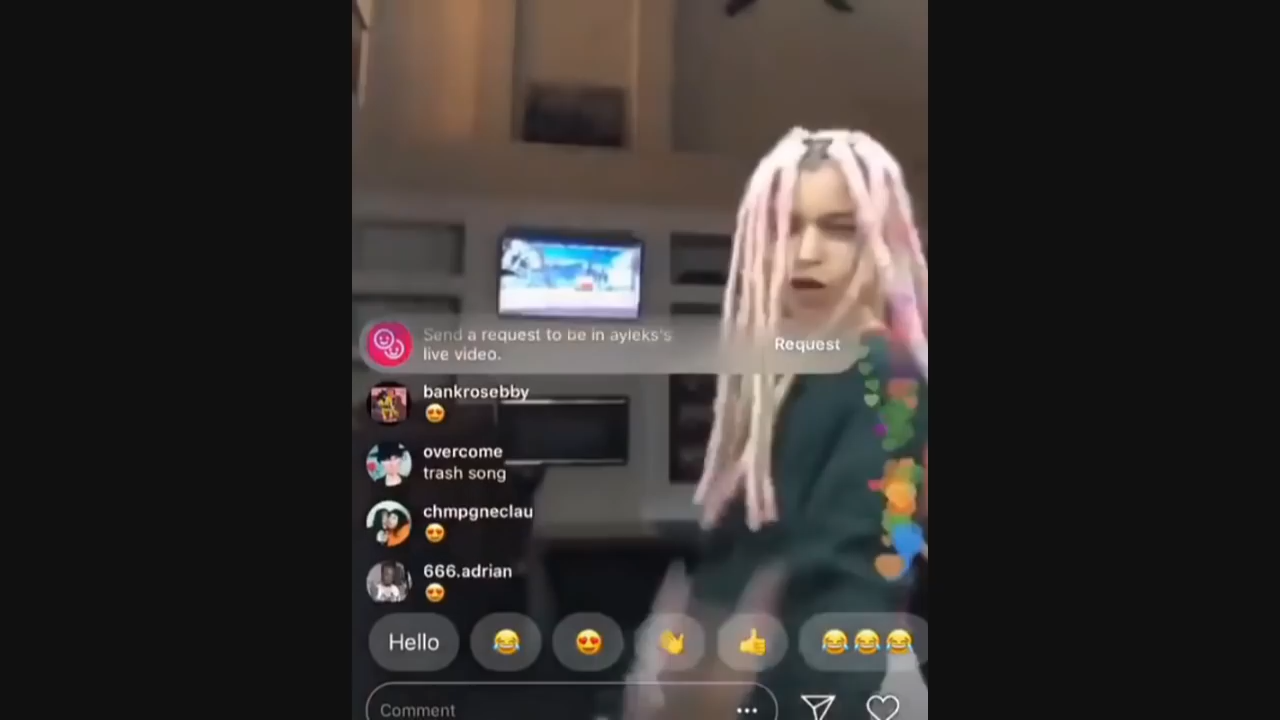 Send a request to be in ayleks's
live video.
Request
bankrosebby
😍
overcome
trash song
chmpgneclau
😍
666.adrian
😍
Hello 😂 😍 👏 👍 😂😂😂
Comment